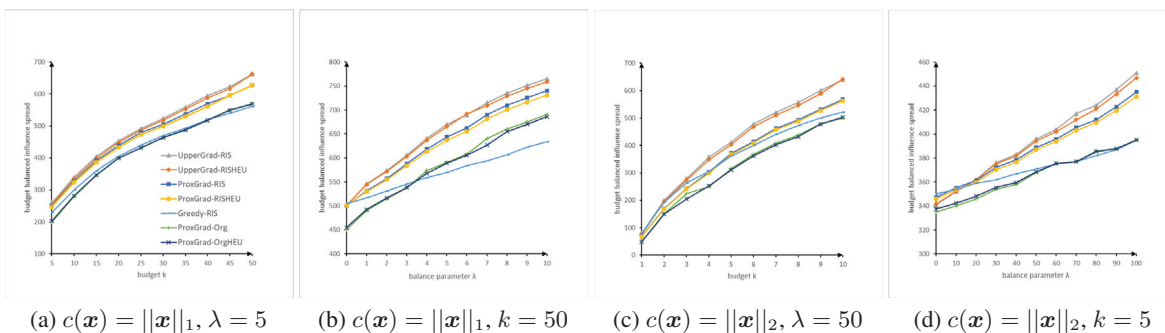 700
600
500
400
300
200
100
5 10 15 20 25 30 35 40 45 50
budget k
budget balanced influence spread
UpperGrad-RIS
UpperGrad-RISHEU
ProxGrad-RIS
ProxGrad-RISHEU
Greedy-RIS
ProxGrad-Org
ProxGrad-OrgHEU
(a) c(x) = ||x||₁, λ = 5
800
750
700
650
600
550
500
450
400
0 1 2 3 4 5 6 7 8 9 10
balance parameter λ
budget balanced influence spread
(b) c(x) = ||x||₁, k = 50
800
700
600
500
400
300
200
100
0
1 2 3 4 5 6 7 8 9 10
budget k
budget balanced influence spread
(c) c(x) = ||x||₂, λ = 50
460
440
420
400
380
360
340
320
300
0 10 20 30 40 50 60 70 80 90 100
balance parameter λ
budget balanced influence spread
(d) c(x) = ||x||₂, k = 5